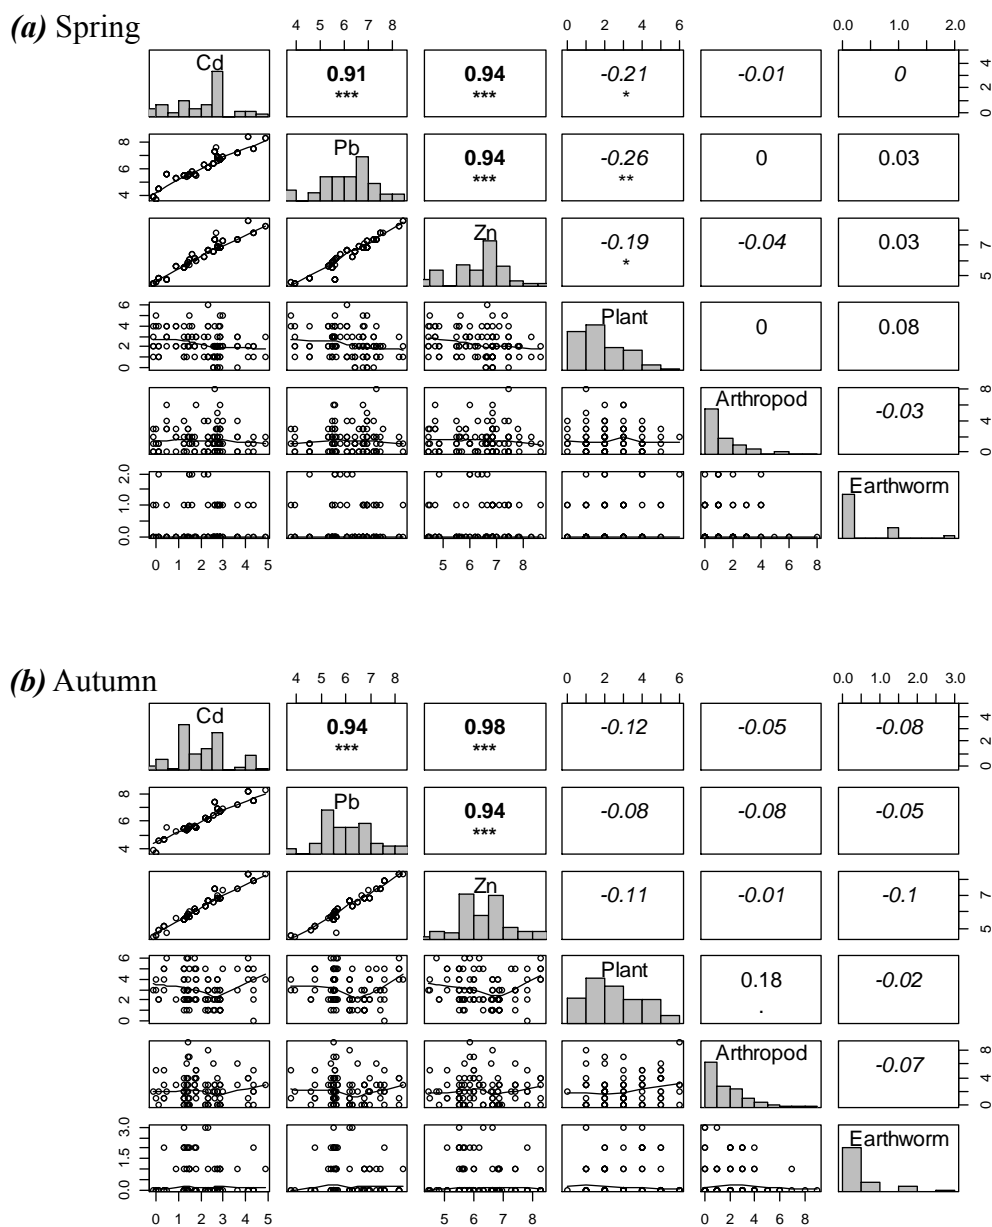 (a) Spring
4 5 6 7 8
0 2 4 6
0.0 1.0 2.0
Cd
0.91
***
0.94
***
-0.21
*
-0.01
0
0 2 4
4 6 8
Pb
0.94
***
-0.26
**
0
0.03
Zn
-0.19
*
-0.04
0.03
5 7
0 2 4 6
Plant
0
0.08
Arthropod
-0.03
0 4 8
0.0 1.0 2.0
Earthworm
0 1 2 3 4 5
5 6 7 8
0 2 4 6 8
(b) Autumn
4 5 6 7 8
0 2 4 6
0.0 1.0 2.0 3.0
Cd
0.94
***
0.98
***
-0.12
-0.05
-0.08
0 2 4
4 6 8
Pb
0.94
***
-0.08
-0.08
-0.05
Zn
-0.11
-0.01
-0.1
5 7
0 2 4 6
Plant
0.18
.
-0.02
Arthropod
-0.07
0 4 8
0.0 1.5 3.0
Earthworm
0 1 2 3 4 5
5 6 7 8
0 2 4 6 8